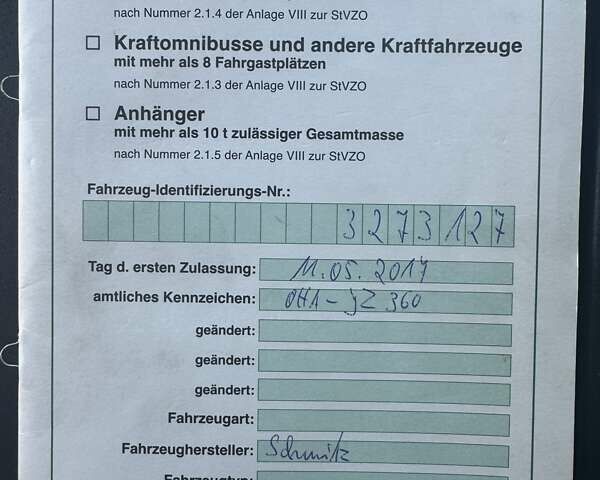 nach Nummer 2.1.4 der Anlage VIII zur StVZO
☐ Kraftomnibusse und andere Kraftfahrzeuge
mit mehr als 8 Fahrgastplätzen
nach Nummer 2.1.3 der Anlage VIII zur StVZO
☐ Anhänger
mit mehr als 10 t zulässiger Gesamtmasse
nach Nummer 2.1.5 der Anlage VIII zur StVZO
Fahrzeug-Identifizierungs-Nr.:
3273127
Tag d. ersten Zulassung: 11.05.2017
amtliches Kennzeichen: 360
geändert:
geändert:
geändert:
Fahrzeugart:
Fahrzeughersteller: Schmitz
Fahrzeugtyp: